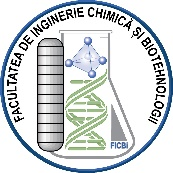 FACULTATEA DE INGINERIE CHIMICĂ ȘI BIOTEHNOLOGII
FICBI